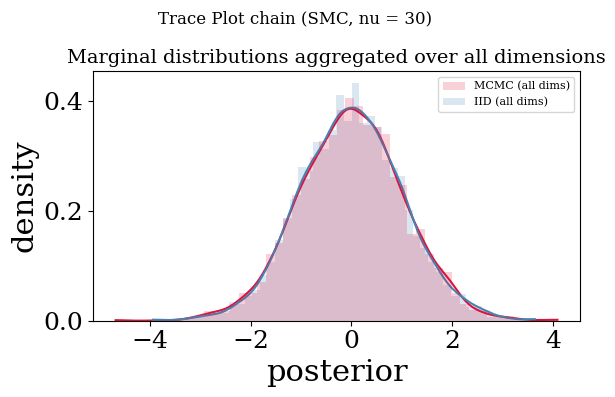 Trace Plot chain (SMC, nu = 30)
Marginal distributions aggregated over all dimensions
MCMC (all dims)
IID (all dims)
density
0.4
0.2
0.0
−4
−2
0
2
4
posterior